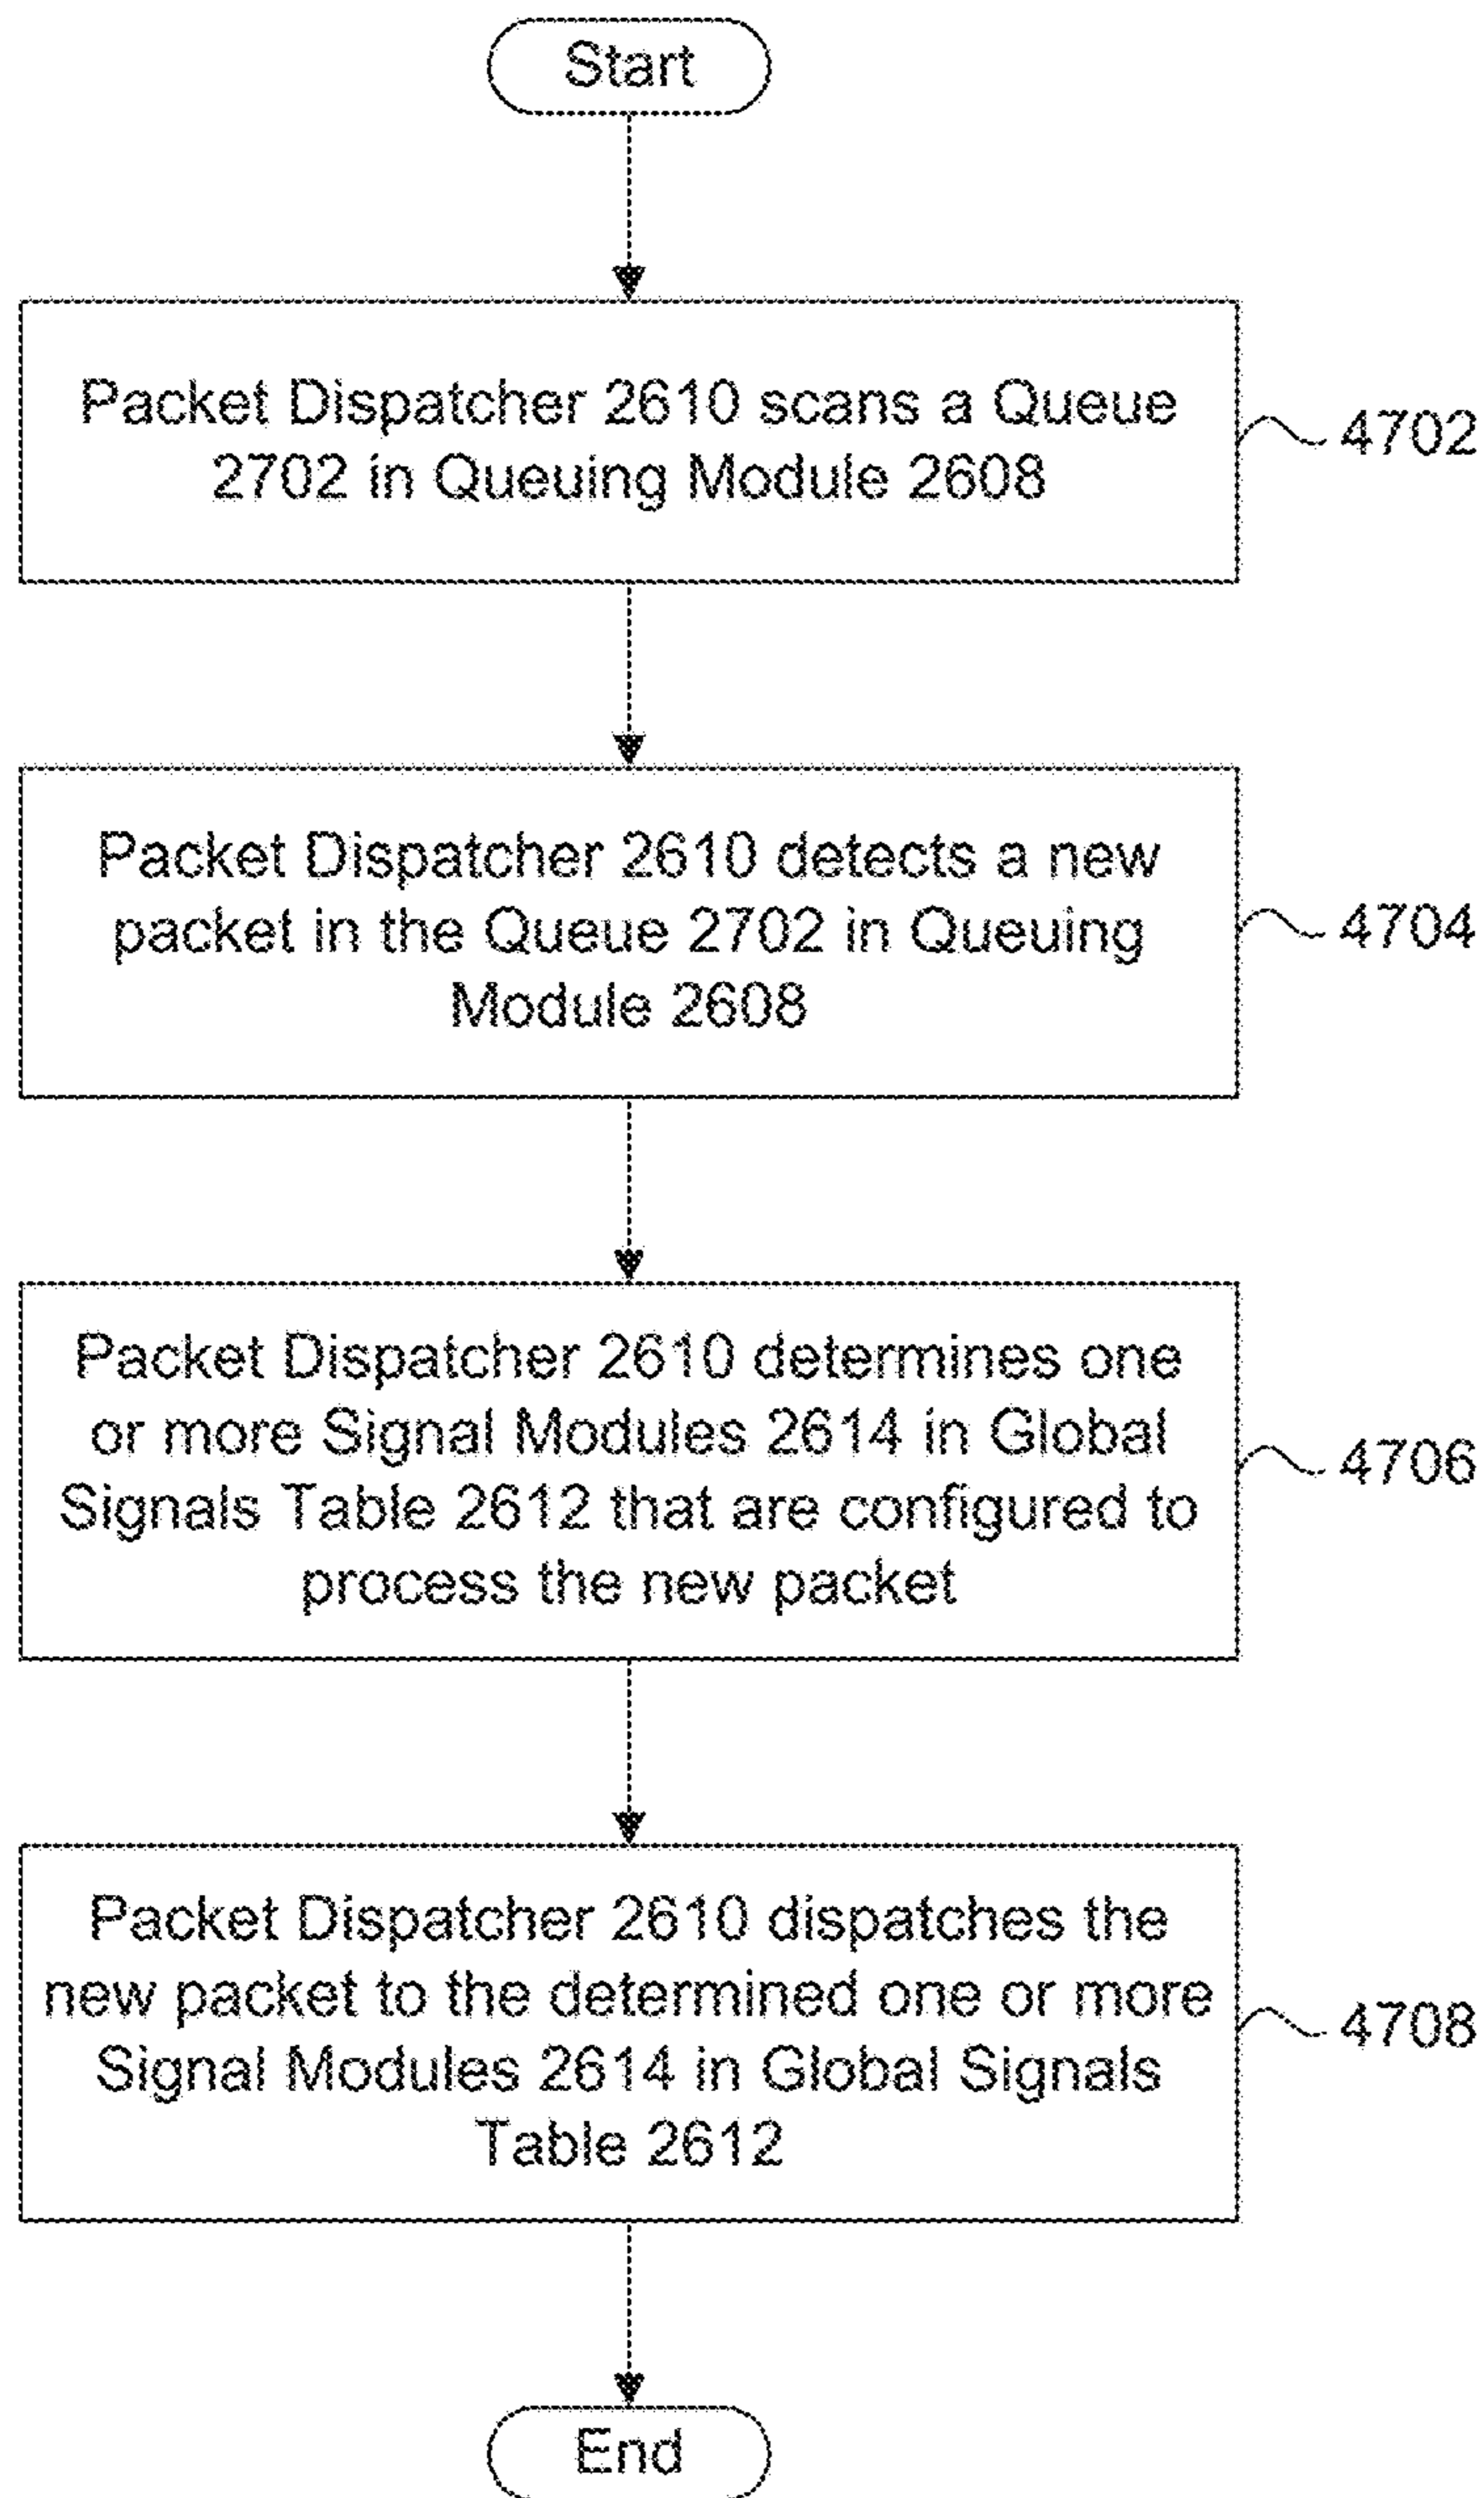 Start
Packet Dispatcher 2610 scans a Queue
2702 in Queuing Module 2608
4702
Packet Dispatcher 2610 detects a new
packet in the Queue 2702 in Queuing
Module 2608
4704
Packet Dispatcher 2610 determines one
or more Signal Modules 2614 in Global
Signals Table 2612 that are configured to
process the new packet
4706
Packet Dispatcher 2610 dispatches the
new packet to the determined one or more
Signal Modules 2614 in Global Signals
Table 2612
4708
End